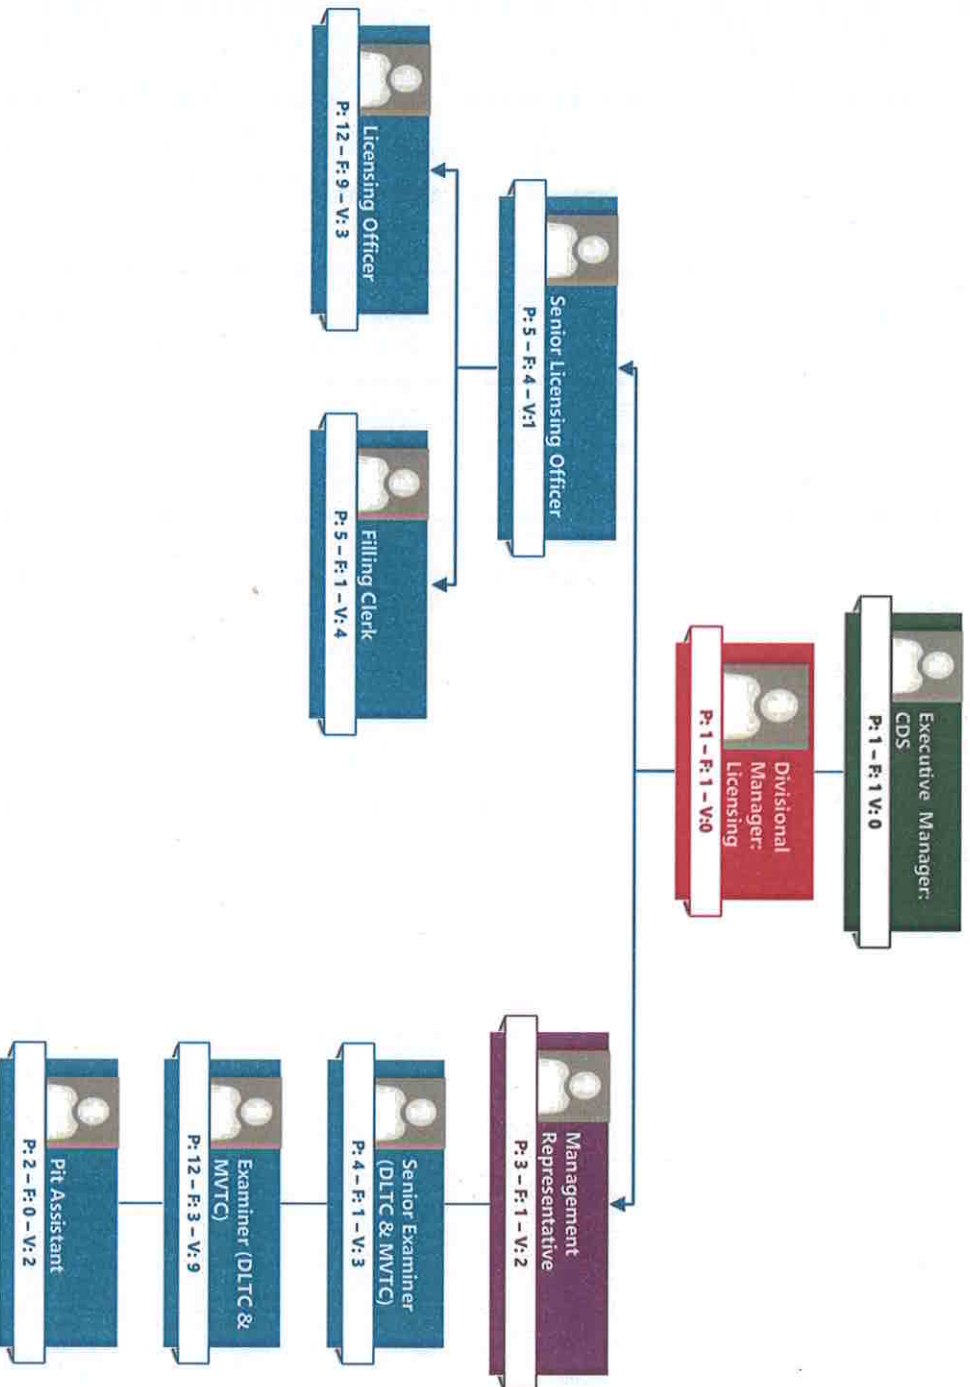 Executive Manager:
CDS
P: 1 – F: 1 V: 0
Divisional
Manager:
Licensing
P: 1 – F: 1 – V:0
Senior Licensing Officer
P: 5 – F: 4 – V:1
Management
Representative
P: 3 – F: 1 – V: 2
Licensing Officer
P: 12 – F: 9 – V: 3
Filling Clerk
P: 5 – F: 1 – V: 4
Senior Examiner
(DLTC & MVTC)
P: 4 – F: 1 – V: 3
Examiner (DLTC &
MVTC)
P: 12 – F: 3 – V: 9
Pit Assistant
P: 2 – F: 0 – V: 2